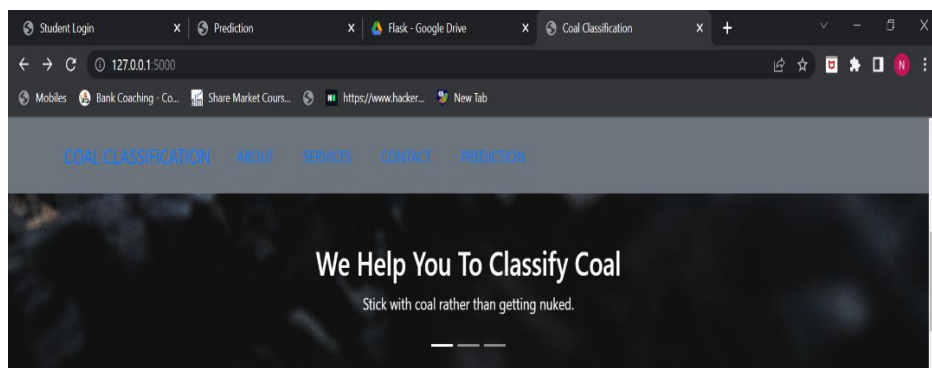 Student Login Prediction Flask - Google Drive Coal Classification
127.0.0.1:5000
Mobiles Bank Coaching - Co... Share Market Cours... https://www.hacker... New Tab
COAL CLASSIFICATION ABOUT SERVICES CONTACT PREDICTION
We Help You To Classify Coal
Stick with coal rather than getting nuked.
N